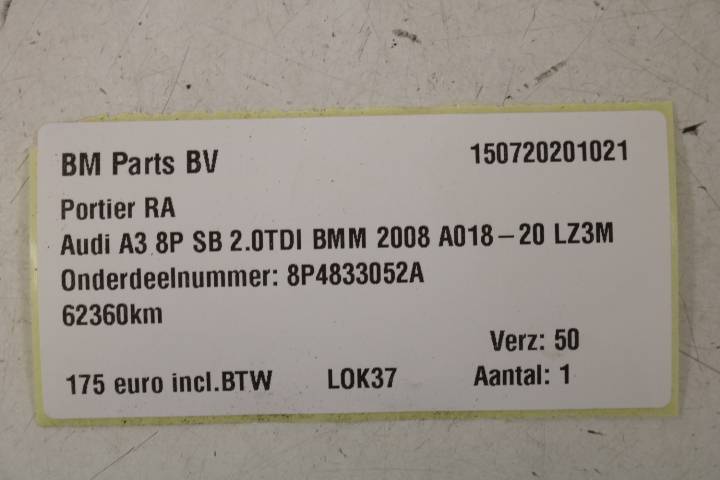 BM Parts BV 150720201021
Portier RA
Audi A3 8P SB 2.0TDI BMM 2008 A018-20 LZ3M
Onderdeelnummer: 8P4833052A
62360km
Verz: 50
175 euro incl.BTW LOK37 Aantal: 1